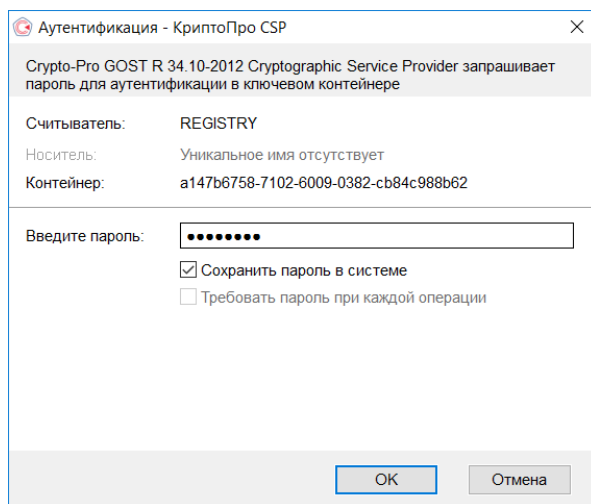 Аутентификация - КриптоПро CSP
Crypto-Pro GOST R 34.10-2012 Cryptographic Service Provider запрашивает
пароль для аутентификации в ключевом контейнере
Считыватель: REGISTRY
Носитель: Уникальное имя отсутствует
Контейнер: a147b6758-7102-6009-0382-cb84c988b62
Введите пароль: ●●●●●●●●
Сохранить пароль в системе
Требовать пароль при каждой операции
OK Отмена